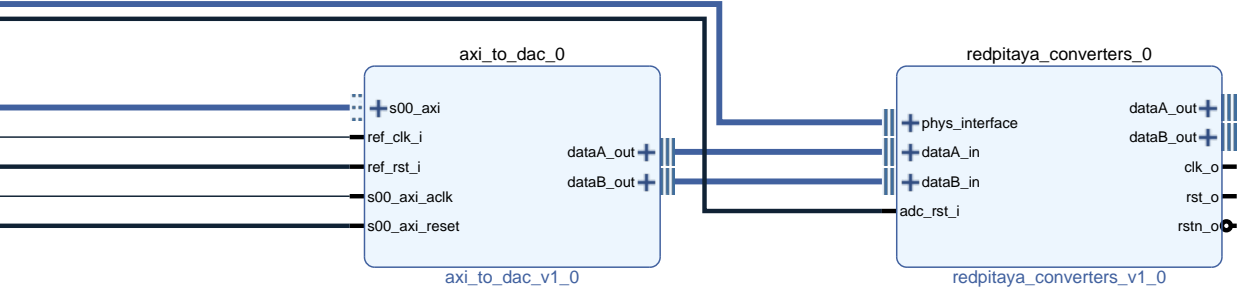 axi_to_dac_0
s00_axi
ref_clk_i
ref_rst_i
s00_axi_aclk
s00_axi_reset
dataA_out
dataB_out
axi_to_dac_v1_0
redpitaya_converters_0
phys_interface
dataA_in
dataB_in
adc_rst_i
dataA_out
dataB_out
clk_o
rst_o
rstn_o
redpitaya_converters_v1_0